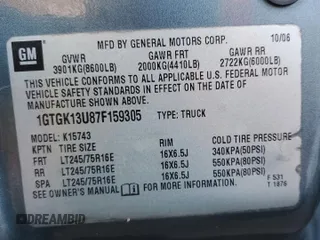 GM
MFD BY GENERAL MOTORS CORP. 10/06
GVWR GAWR FRT GAWR RR
3901KG(8600LB) 2000KG(4410LB) 2722KG(6000LB)
THIS VEHICLE CONFORMS TO ALL APPLICABLE U.S. FEDERAL MOTOR
VEHICLE SAFETY STANDARDS IN EFFECT ON THE DATE OF
MANUFACTURE SHOWN ABOVE.
1GTGK13U87F159305 TYPE: TRUCK
MODEL: K15743
KPTN TIRE SIZE RIM COLD TIRE PRESSURE
FRT LT245/75R16E 16X6.5J 340KPA(50PSI)
RR LT245/75R16E 16X6.5J 550KPA(80PSI)
SPA LT245/75R16E 16X6.5J 550KPA(80PSI)
SEE OWNER'S MANUAL FOR ADDITIONAL INFORMATION.
F 531
T 1876
DREAMBID